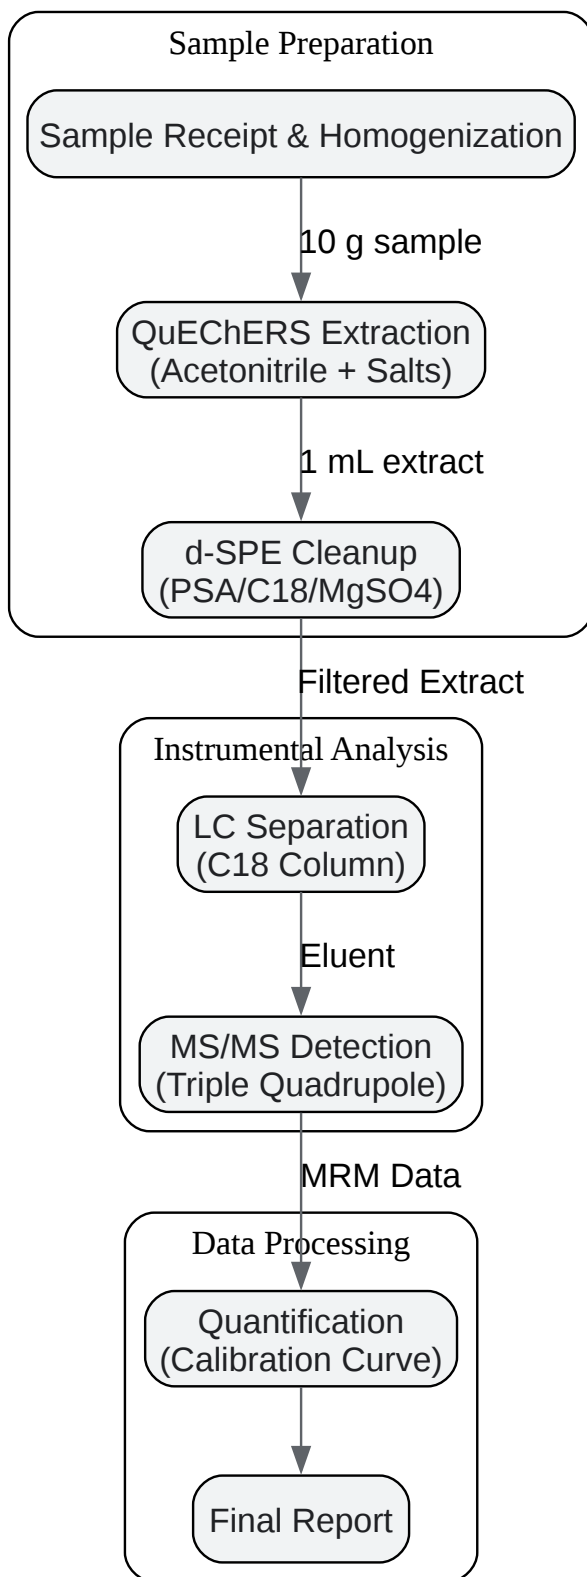 Sample Preparation
Sample Receipt & Homogenization
10 g sample
QuEChERS Extraction
(Acetonitrile + Salts)
1 mL extract
d-SPE Cleanup
(PSA/C18/MgSO4)
Filtered Extract
Instrumental Analysis
LC Separation
(C18 Column)
Eluent
MS/MS Detection
(Triple Quadrupole)
MRM Data
Data Processing
Quantification
(Calibration Curve)
Final Report